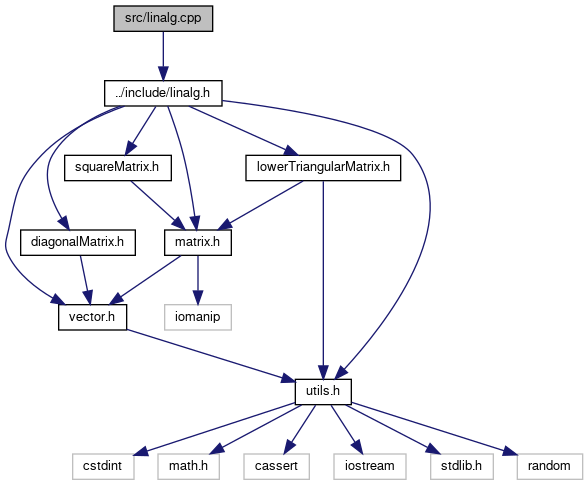 src/linalg.cpp
../include/linalg.h
squareMatrix.h
lowerTriangularMatrix.h
diagonalMatrix.h
matrix.h
vector.h
iomanip
utils.h
cstdint
math.h
cassert
iostream
stdlib.h
random